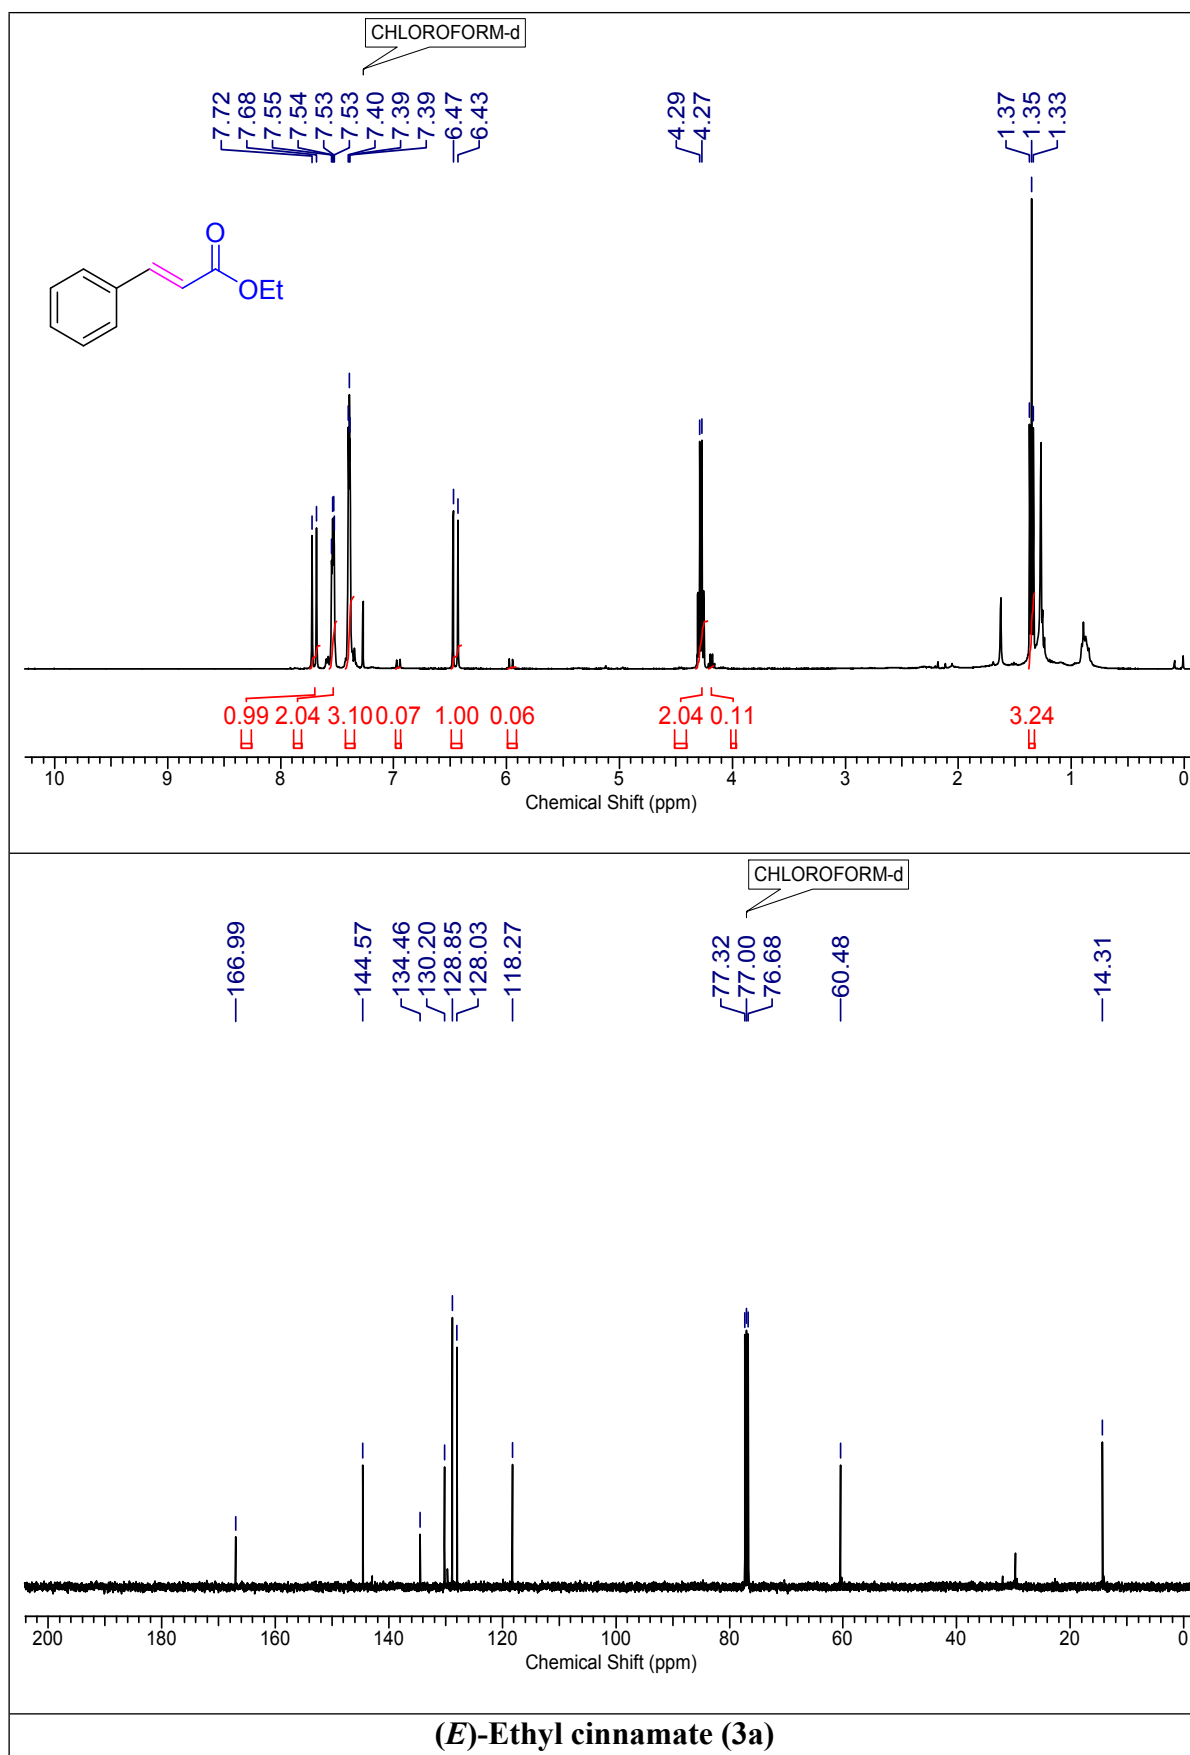 CHLOROFORM-d
7.72
7.68
7.55
7.54
7.53
7.53
7.40
7.39
7.39
6.47
6.43
4.29
4.27
1.37
1.35
1.33
O
OEt
0.99 2.04 3.10 0.07 1.00 0.06 2.04 0.11 3.24
10 9 8 7 6 5 4 3 2 1 0
Chemical Shift (ppm)
CHLOROFORM-d
166.99
144.57
134.46
130.20
128.85
128.03
118.27
77.32
77.00
76.68
60.48
14.31
200 180 160 140 120 100 80 60 40 20 0
Chemical Shift (ppm)
(E)-Ethyl cinnamate (3a)